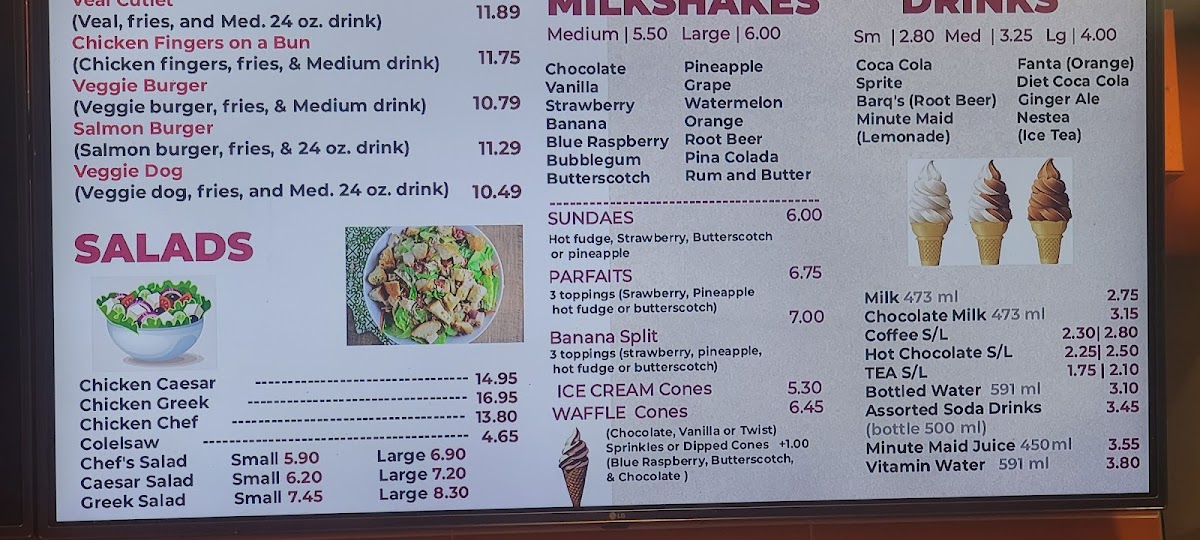 Veal Cutlet
(Veal, fries, and Med. 24 oz. drink) 11.89
Chicken Fingers on a Bun
(Chicken fingers, fries, & Medium drink) 11.75
Veggie Burger
(Veggie burger, fries, & Medium drink) 10.79
Salmon Burger
(Salmon burger, fries, & 24 oz. drink) 11.29
Veggie Dog
(Veggie dog, fries, and Med. 24 oz. drink) 10.49
SALADS
Chicken Caesar ------------------------------- 14.95
Chicken Greek -------------------------------- 16.95
Chicken Chef ---------------------------------- 13.80
Colelsaw --------------------------------------- 4.65
Chef's Salad Small 5.90 Large 6.90
Caesar Salad Small 6.20 Large 7.20
Greek Salad Small 7.45 Large 8.30
MILKSHAKES
Medium | 5.50 Large | 6.00
Chocolate Pineapple
Vanilla Grape
Strawberry Watermelon
Banana Orange
Blue Raspberry Root Beer
Bubblegum Pina Colada
Butterscotch Rum and Butter
----------------------------------------
SUNDAES 6.00
Hot fudge, Strawberry, Butterscotch
or pineapple
PARFAITS 6.75
3 toppings (Srawberry, Pineapple
hot fudge or butterscotch)
7.00
Banana Split
3 toppings (strawberry, pineapple,
hot fudge or butterscotch)
ICE CREAM Cones 5.30
WAFFLE Cones 6.45
(Chocolate, Vanilla or Twist)
Sprinkles or Dipped Cones +1.00
(Blue Raspberry, Butterscotch,
& Chocolate )
DRINKS
Sm | 2.80 Med | 3.25 Lg | 4.00
Coca Cola Fanta (Orange)
Sprite Diet Coca Cola
Barq's (Root Beer) Ginger Ale
Minute Maid Nestea
(Lemonade) (Ice Tea)
Milk 473 ml 2.75
Chocolate Milk 473 ml 3.15
Coffee S/L 2.30| 2.80
Hot Chocolate S/L 2.25| 2.50
TEA S/L 1.75 | 2.10
Bottled Water 591 ml 3.10
Assorted Soda Drinks 3.45
(bottle 500 ml)
Minute Maid Juice 450ml 3.55
Vitamin Water 591 ml 3.80
LG